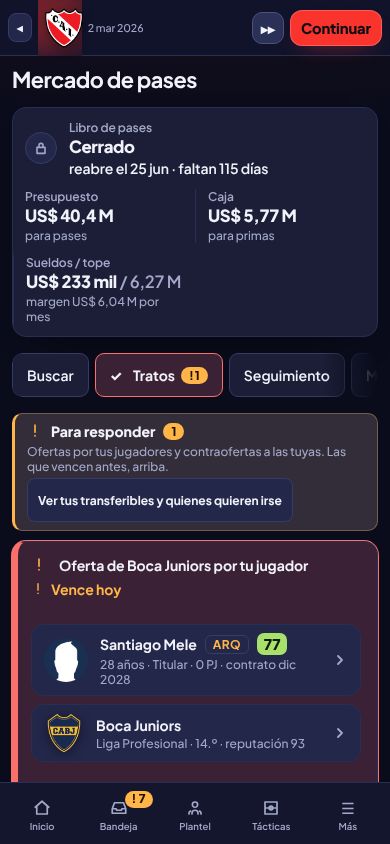 C.A.I.
2 mar 2026
Continuar
Mercado de pases
Libro de pases
Cerrado
reabre el 25 jun · faltan 115 días
Presupuesto
US$ 40,4 M
para pases
Caja
US$ 5,77 M
para primas
Sueldos / tope
US$ 233 mil / 6,27 M
margen US$ 6,04 M por
mes
Buscar
✓ Tratos !1
Seguimiento
M
! Para responder 1
Ofertas por tus jugadores y contraofertas a las tuyas. Las
que vencen antes, arriba.
Ver tus transferibles y quienes quieren irse
! Oferta de Boca Juniors por tu jugador
! Vence hoy
Santiago Mele ARQ 77
28 años · Titular · 0 PJ · contrato dic
2028
CABJ
Boca Juniors
Liga Profesional · 14.º · reputación 93
! 7
Inicio
Bandeja
Plantel
Tácticas
Más